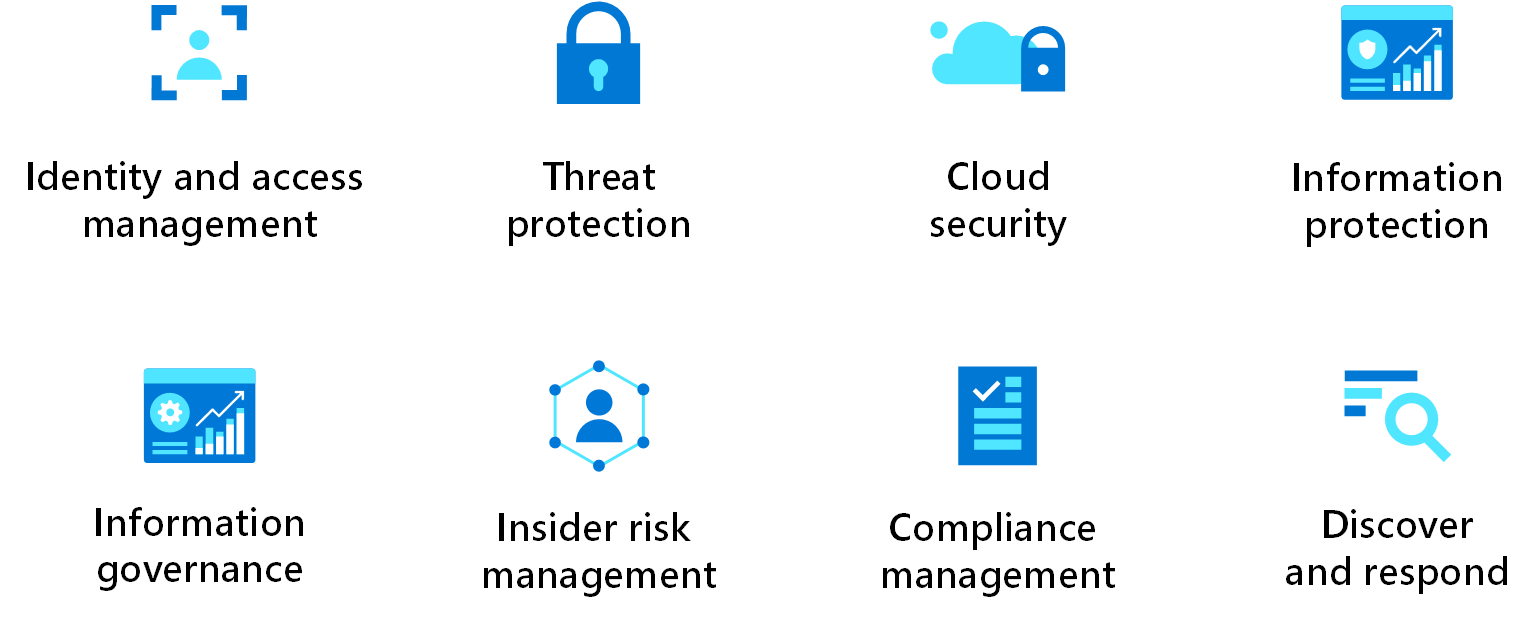 Identity and access
management
Threat
protection
Cloud
security
Information
protection
Information
governance
Insider risk
management
Compliance
management
Discover
and respond